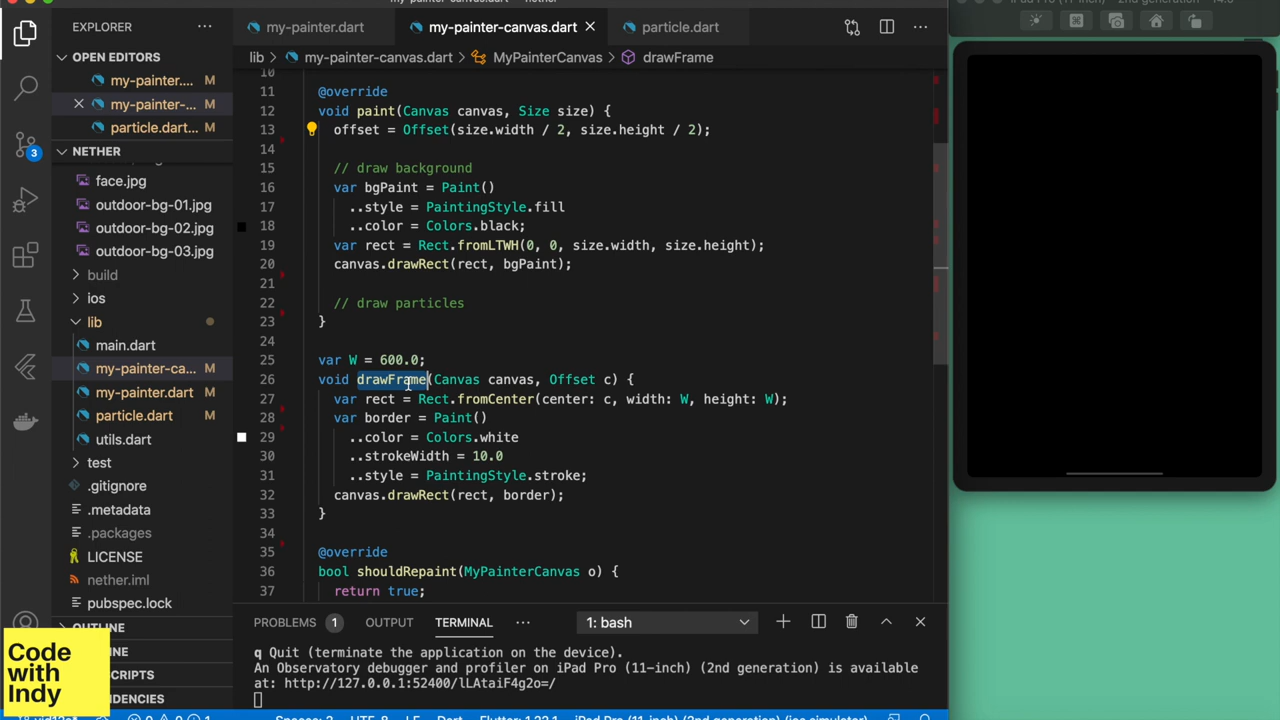 EXPLORER
OPEN EDITORS
my-painter.... M
my-painter-... M
particle.dart... M
NETHER
face.jpg
outdoor-bg-01.jpg
outdoor-bg-02.jpg
outdoor-bg-03.jpg
build
ios
lib
main.dart
my-painter-ca... M
my-painter.dart M
particle.dart M
utils.dart
test
.gitignore
.metadata
.packages
LICENSE
nether.iml
pubspec.lock
OUTLINE
3
my-painter.dart
my-painter-canvas.dart
particle.dart
lib > my-painter-canvas.dart > MyPainterCanvas > drawFrame
10
11 @override
12 void paint(Canvas canvas, Size size) {
13 offset = Offset(size.width / 2, size.height / 2);
14
15 // draw background
16 var bgPaint = Paint()
17 ..style = PaintingStyle.fill
18 ..color = Colors.black;
19 var rect = Rect.fromLTWH(0, 0, size.width, size.height);
20 canvas.drawRect(rect, bgPaint);
21
22 // draw particles
23 }
24
25 var W = 600.0;
26 void drawFrame(Canvas canvas, Offset c) {
27 var rect = Rect.fromCenter(center: c, width: W, height: W);
28 var border = Paint()
29 ..color = Colors.white
30 ..strokeWidth = 10.0
31 ..style = PaintingStyle.stroke;
32 canvas.drawRect(rect, border);
33 }
34
35 @override
36 bool shouldRepaint(MyPainterCanvas o) {
37 return true;
PROBLEMS 1 OUTPUT TERMINAL ... 1: bash
q Quit (terminate the application on the device).
An Observatory debugger and profiler on iPad Pro (11-inch) (2nd generation) is available
at: http://127.0.0.1:52400/lLAtaiF4g2o=/
Code
with
Indy